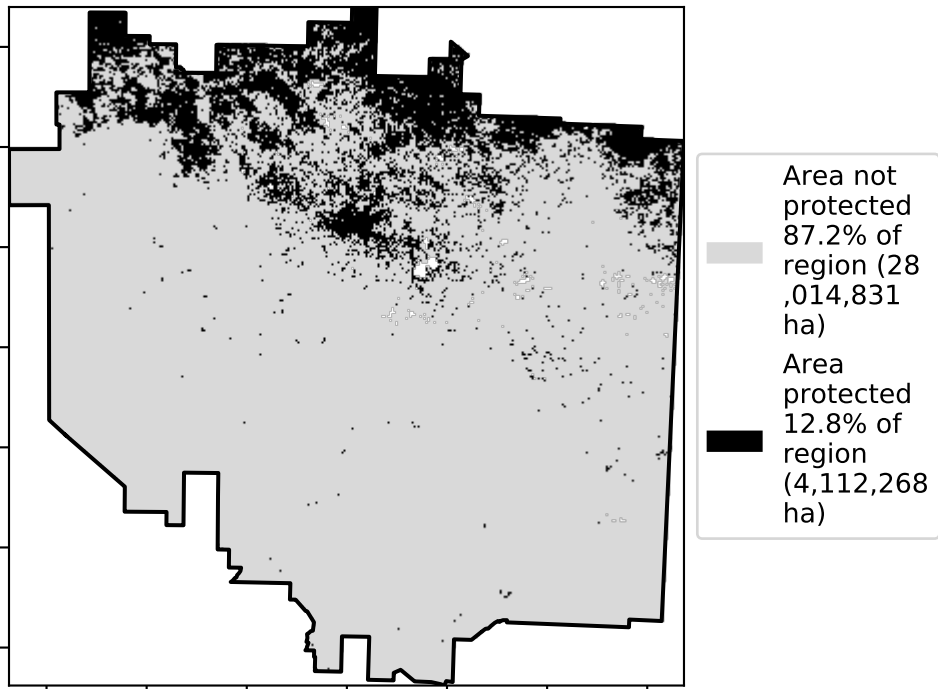 Area not
protected
87.2% of
region (28
,014,831
ha)
Area
protected
12.8% of
region
(4,112,268
ha)